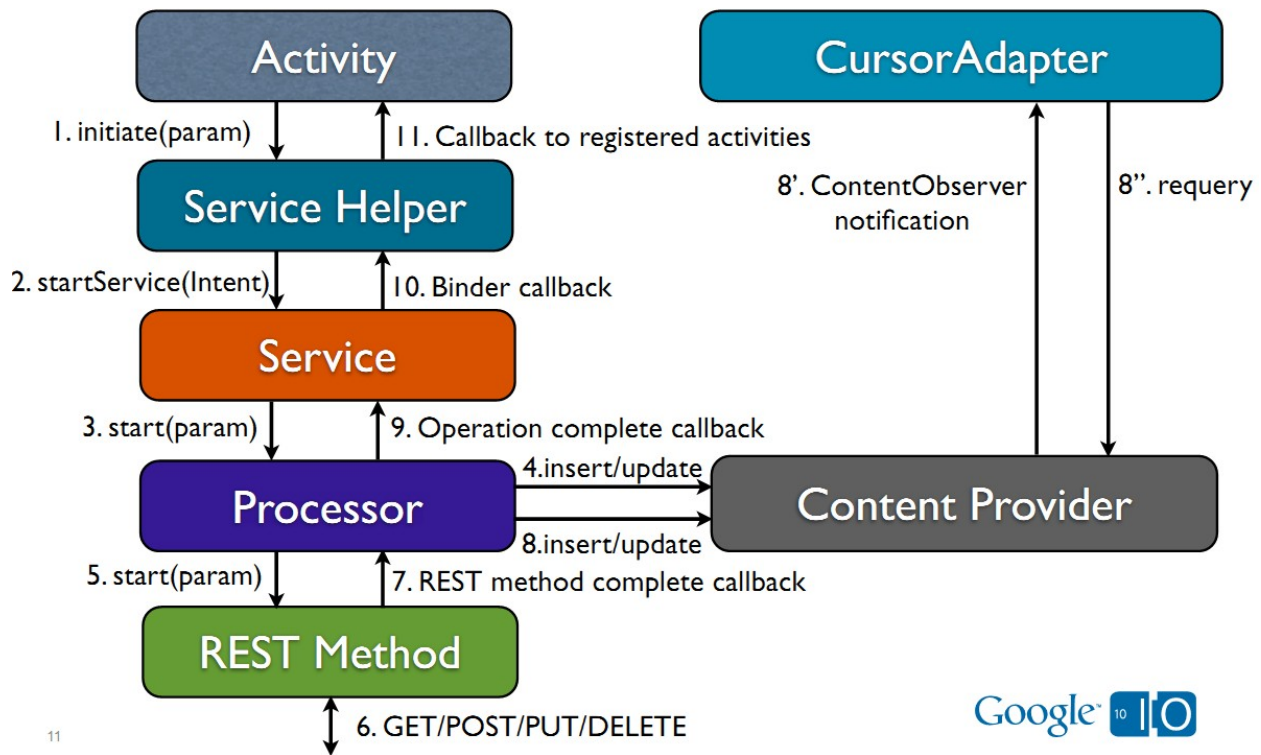 Activity
CursorAdapter
1. initiate(param)
11. Callback to registered activities
Service Helper
8'. ContentObserver
notification
8''. requery
2. startService(Intent)
10. Binder callback
Service
3. start(param)
9. Operation complete callback
Processor
4.insert/update
8.insert/update
Content Provider
5. start(param)
7. REST method complete callback
REST Method
6. GET/POST/PUT/DELETE
Google™ 10 IO
11